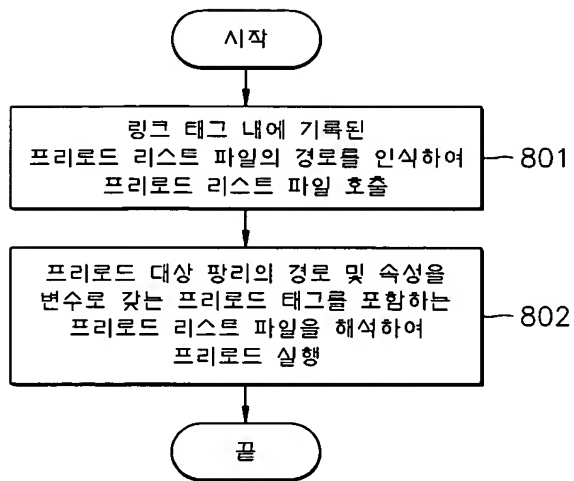 시작
링크 태그 내에 기록된
프리로드 리스트 파일의 경로를 인식하여
프리로드 리스트 파일 호출
801
프리로드 대상 팡리의 경로 및 속성을
변수로 갖는 프리로드 태그를 포함하는
프리로드 리스트 파일을 해석하여
프리로드 실행
802
끝